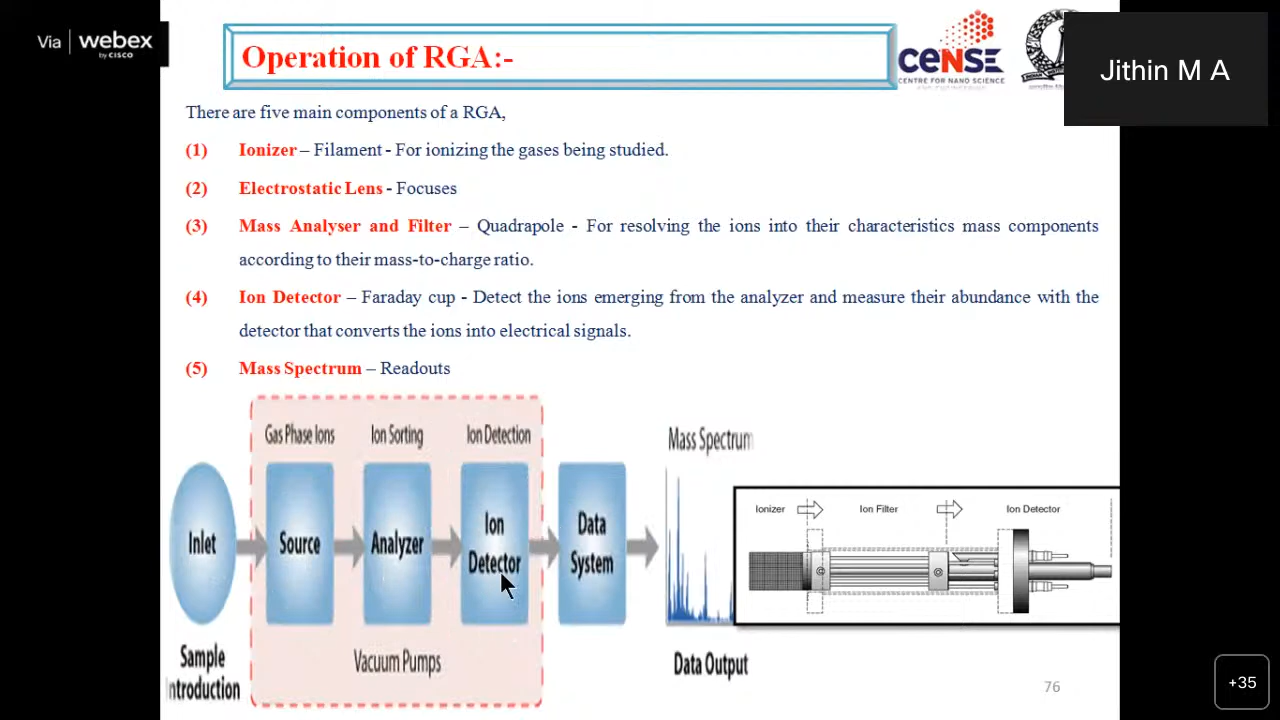 Via webex
by CISCO
Operation of RGA:-
CeNSE
CENTRE FOR NANO SCIENCE
Jithin M A
There are five main components of a RGA,
(1) Ionizer – Filament - For ionizing the gases being studied.
(2) Electrostatic Lens - Focuses
(3) Mass Analyser and Filter – Quadrapole - For resolving the ions into their characteristics mass components
according to their mass-to-charge ratio.
(4) Ion Detector – Faraday cup - Detect the ions emerging from the analyzer and measure their abundance with the
detector that converts the ions into electrical signals.
(5) Mass Spectrum – Readouts
Gas Phase Ions Ion Sorting Ion Detection
Mass Spectrum
Inlet Source Analyzer Ion Detector Data System
Ionizer Ion Filter Ion Detector
Vacuum Pumps
Sample
Introduction
Data Output
76
+35